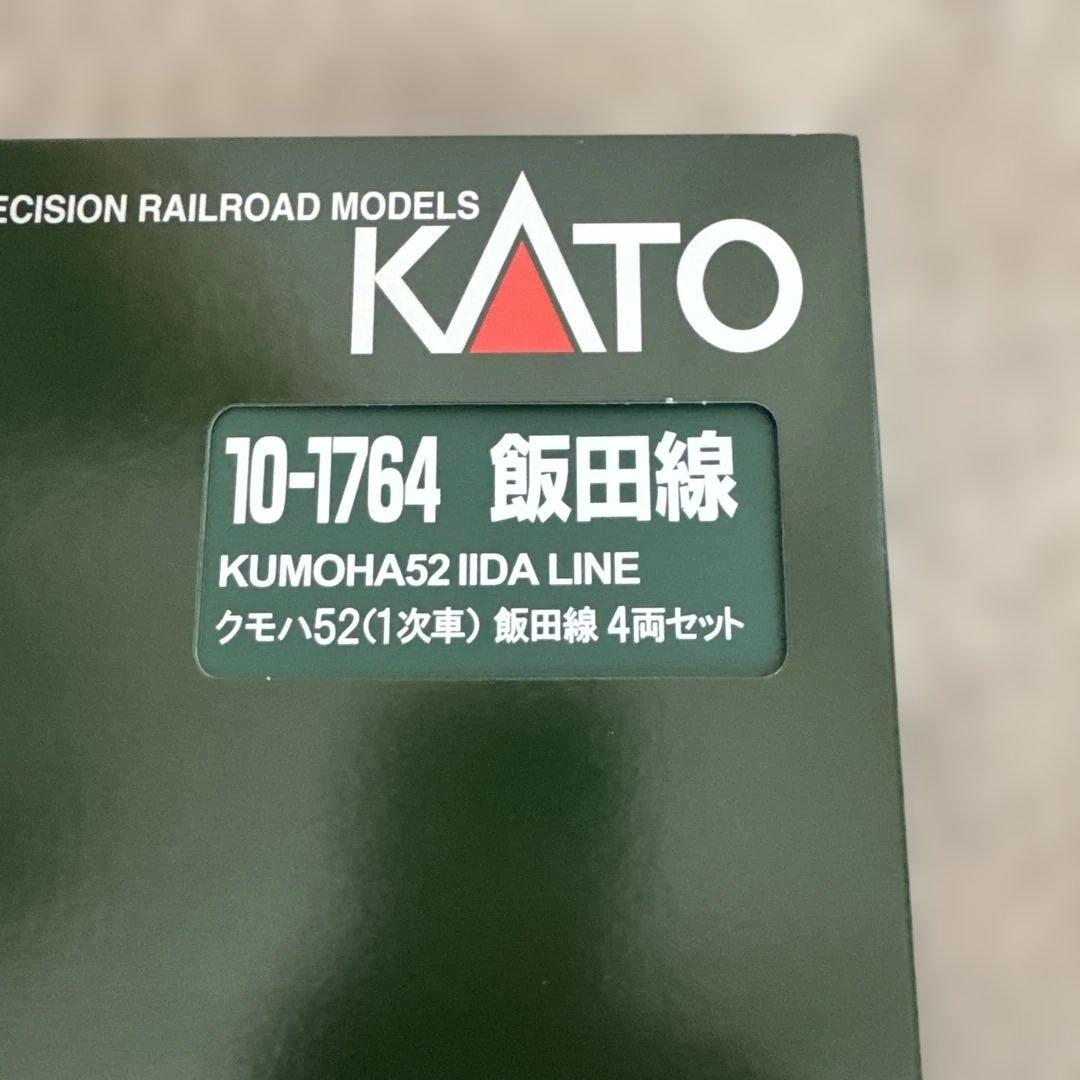 ECISION RAILROAD MODELS
KATO
10-1764 飯田線
KUMOHA52 IIDA LINE
クモハ52(1次車) 飯田線 4両セット